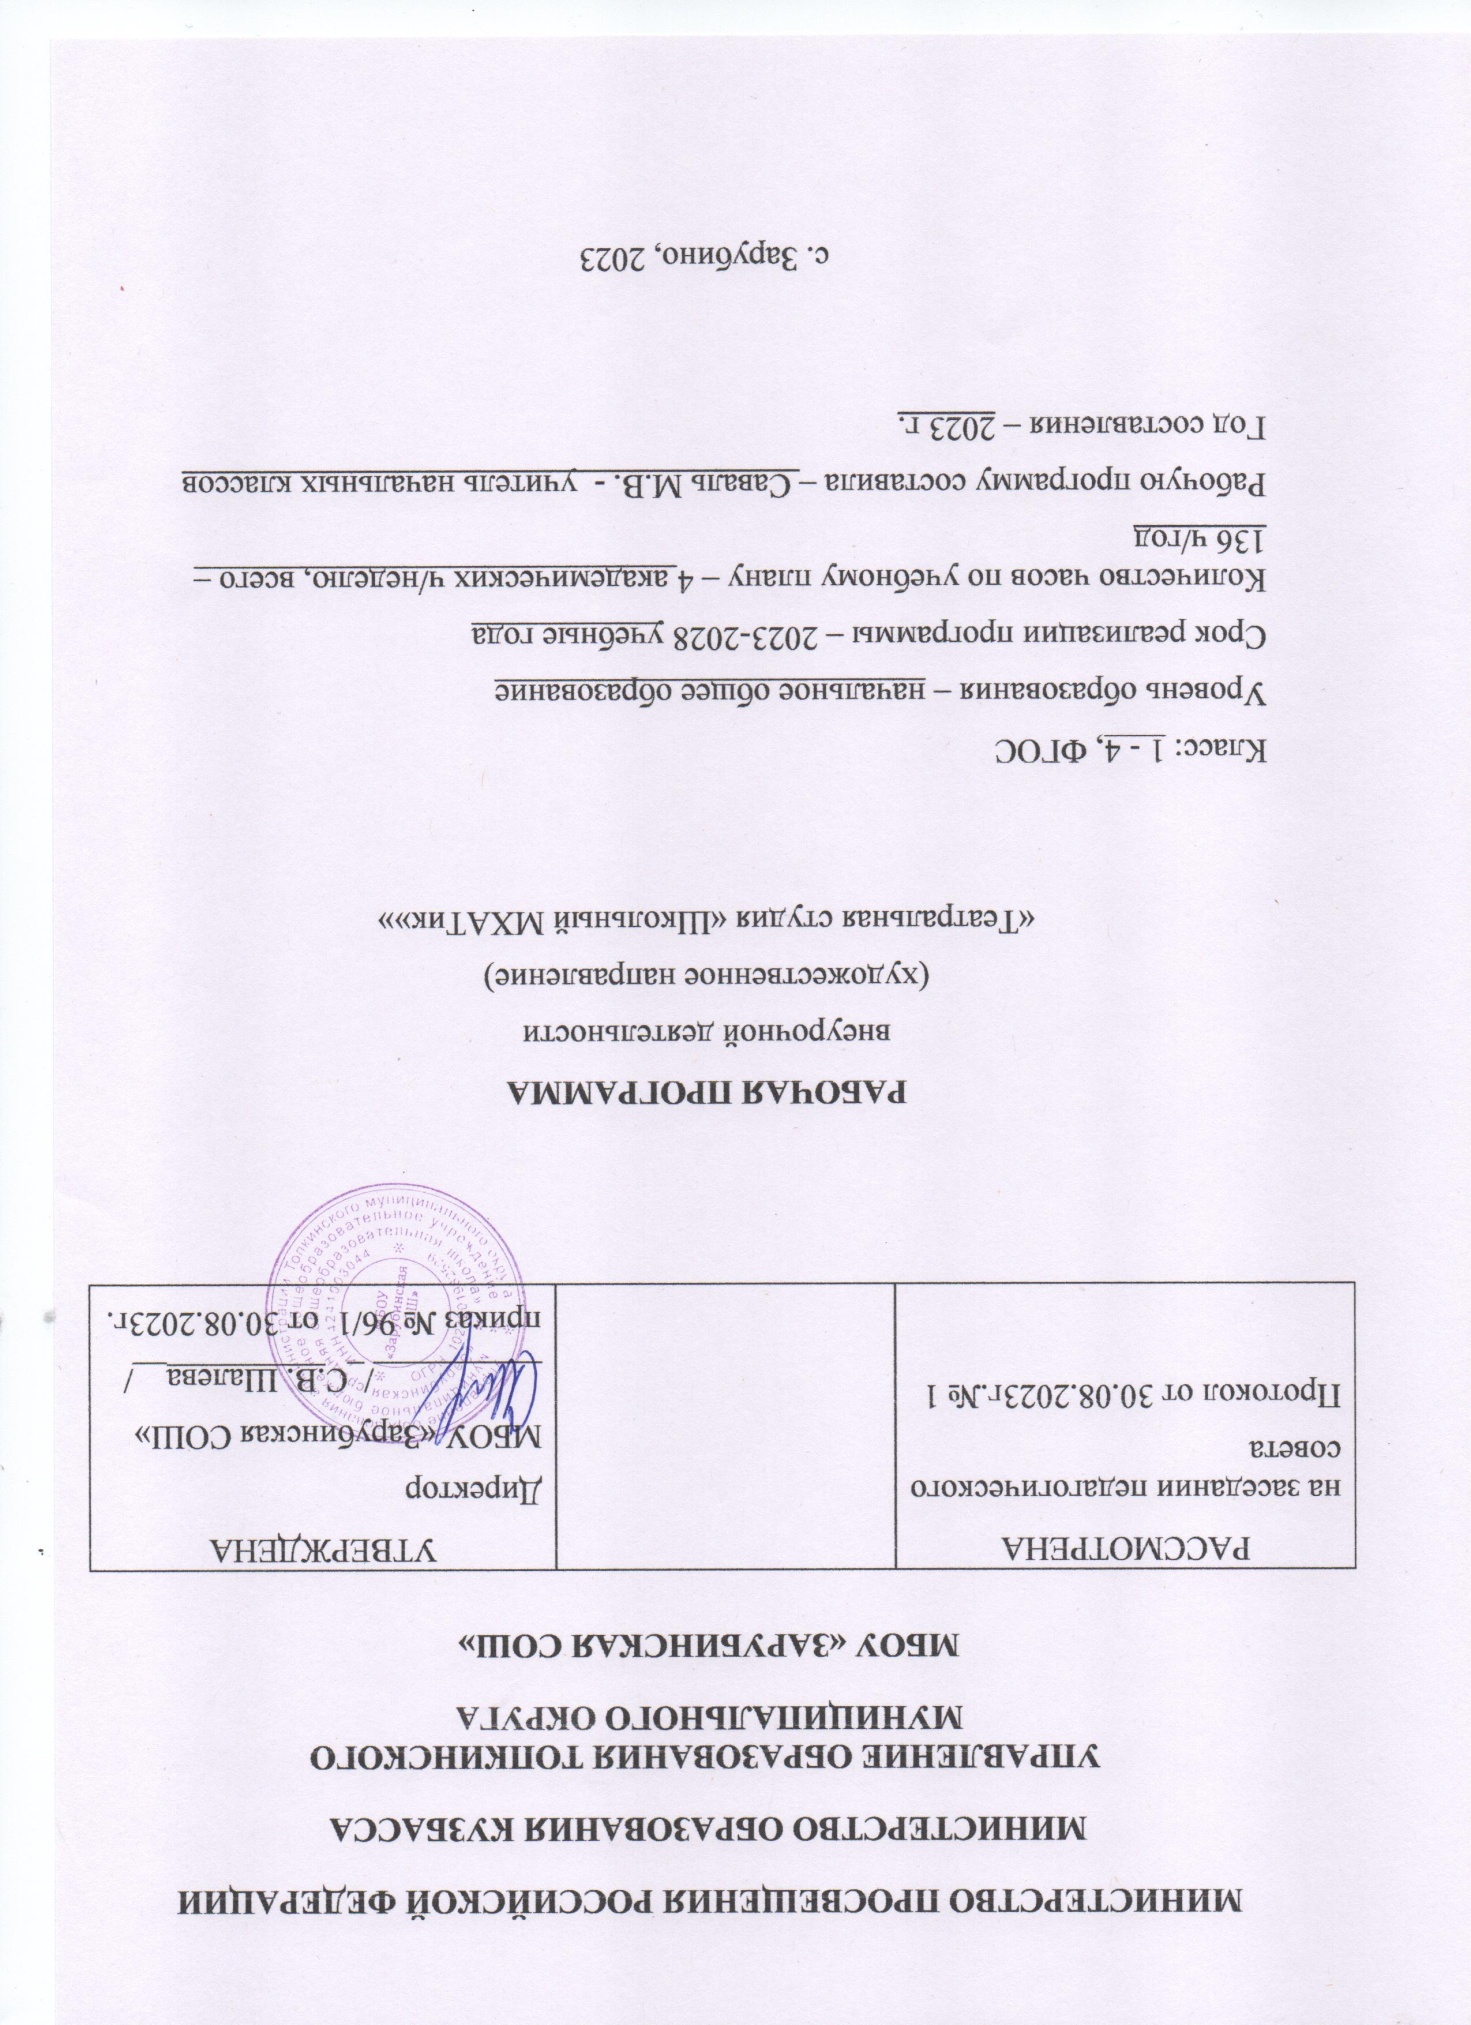 МИНИСТЕРСТВО ПРОСВЕЩЕНИЯ РОССИЙСКОЙ ФЕДЕРАЦИИ
МИНИСТЕРСТВО ОБРАЗОВАНИЯ КУЗБАССА
УПРАВЛЕНИЕ ОБРАЗОВАНИЯ ТОПКИНСКОГО
МУНИЦИПАЛЬНОГО ОКРУГА
МБОУ «ЗАРУБИНСКАЯ СОШ»
РАССМОТРЕНА
на заседании педагогического
совета
Протокол от 30.08.2023г.№ 1
УТВЕРЖДЕНА
Директор
МБОУ «Зарубинская СОШ»
/ С.В. Шалева /
приказ № 96/1 от 30.08.2023г.
МБОУ
«Зарубинская
СОШ»
РАБОЧАЯ ПРОГРАММА
внеурочной деятельности
(художественное направление)
«Театральная студия «Школьный МХАТик»»
Класс: 1 - 4, ФГОС
Уровень образования – начальное общее образование
Срок реализации программы – 2023-2028 учебные года
Количество часов по учебному плану – 4 академических ч/неделю, всего –
136 ч/год
Рабочую программу составила – Саваль М.В. - учитель начальных классов
Год составления – 2023 г.
с. Зарубино, 2023